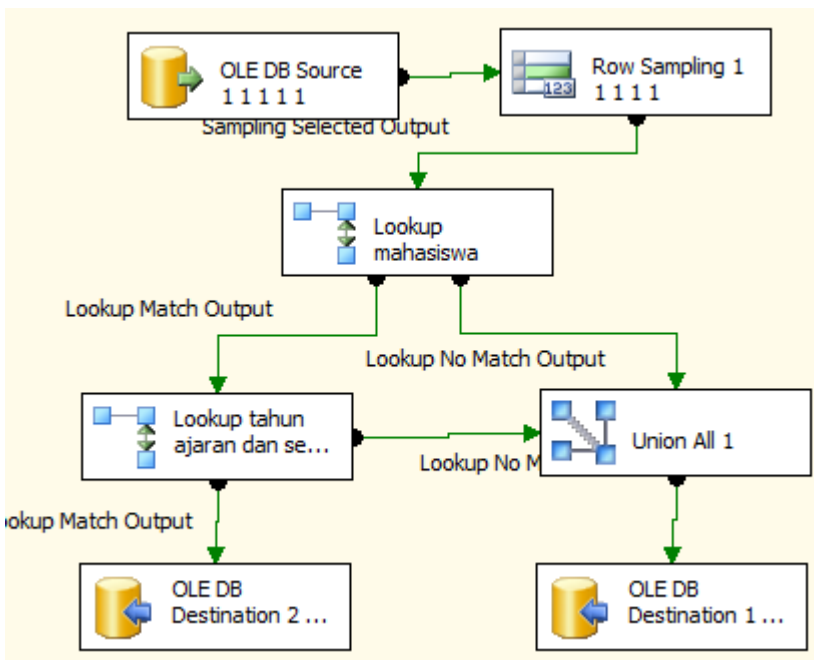 OLE DB Source
1 1 1 1 1
Row Sampling 1
1 1 1 1
123
Sampling Selected Output
Lookup
mahasiswa
Lookup Match Output
Lookup No Match Output
Lookup tahun
ajaran dan se...
Union All 1
Lookup No M
ookup Match Output
OLE DB
Destination 2 ...
OLE DB
Destination 1 ...